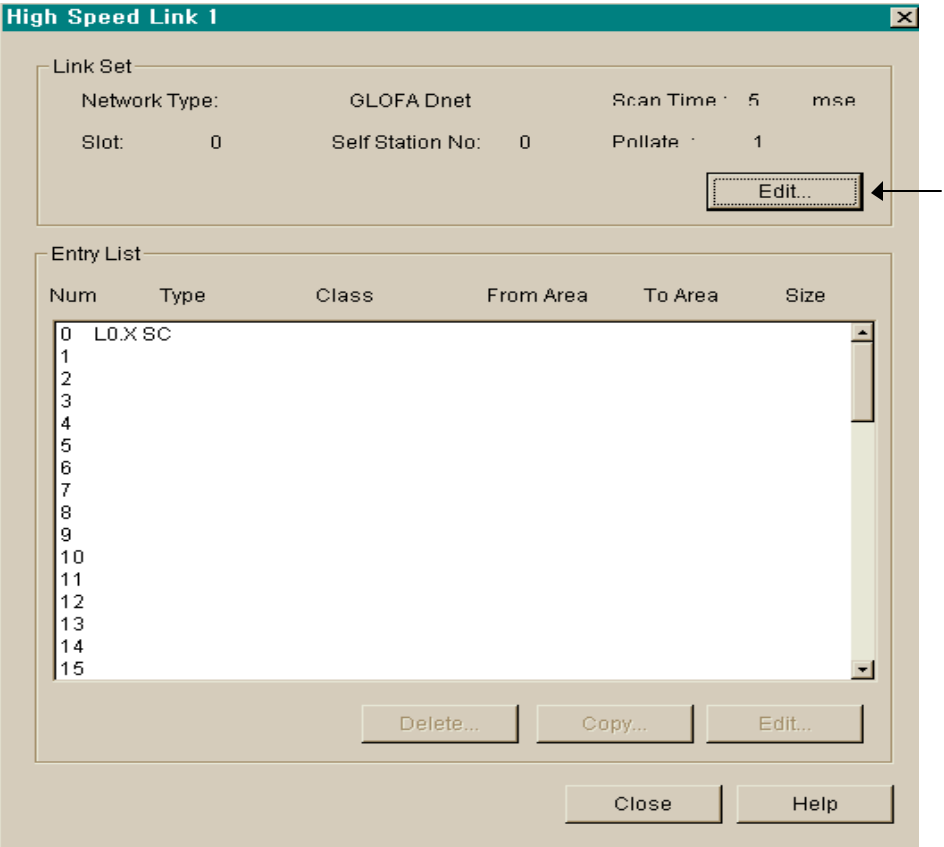 High Speed Link 1
Link Set
Network Type: GLOFA Dnet Scan Time : 5 mse
Slot: 0 Self Station No: 0 Pollate : 1
Edit...
Entry List
Num Type Class From Area To Area Size
0 L0.X SC
1
2
3
4
5
6
7
8
9
10
11
12
13
14
15
Delete... Copy... Edit...
Close Help